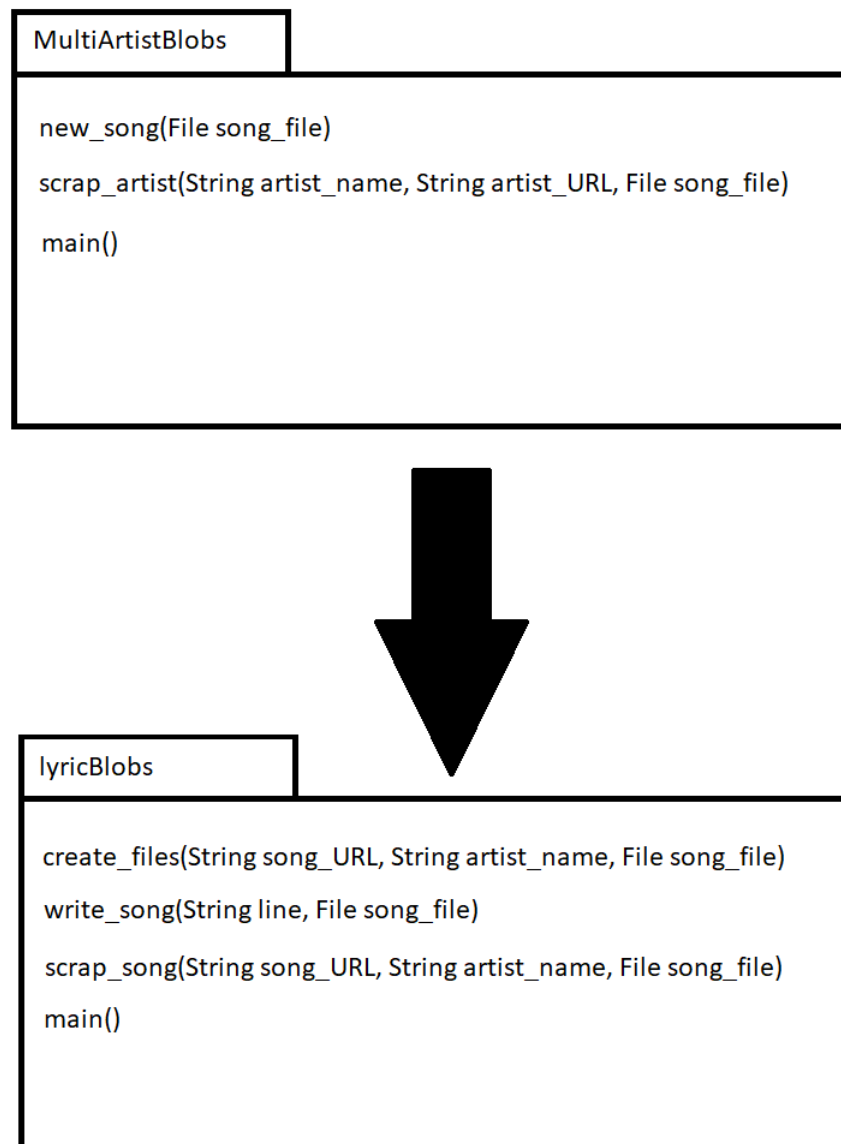 MultiArtistBlobs
new_song(File song_file)
scrap_artist(String artist_name, String artist_URL, File song_file)
main()
lyricBlobs
create_files(String song_URL, String artist_name, File song_file)
write_song(String line, File song_file)
scrap_song(String song_URL, String artist_name, File song_file)
main()